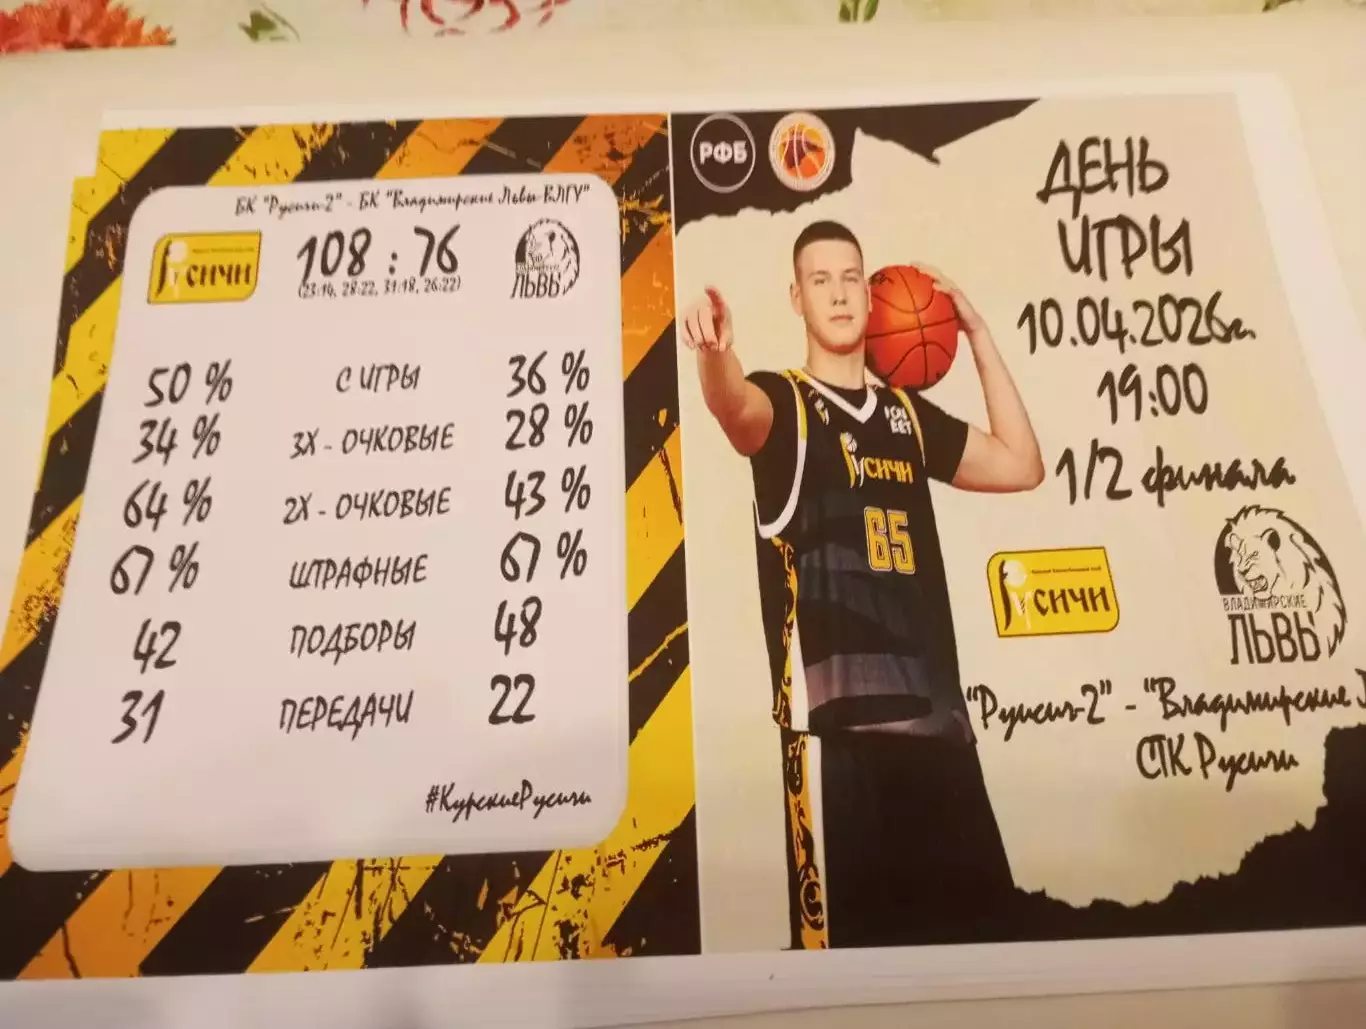 БК "Русичи-2" - БК "Владимирские Львы-ВЛГУ"
Русичи
108 : 76
(23:14, 28:22, 31:18, 26:22)
ЛЬВЫ
50 % С ИГРЫ 36 %
34 % 3Х - ОЧКОВЫЕ 28 %
64 % 2Х - ОЧКОВЫЕ 43 %
67 % ШТРАФНЫЕ 67 %
42 ПОДБОРЫ 48
31 ПЕРЕДАЧИ 22
#КурскиеРусичи
РФБ
ДЕНЬ
ИГРЫ
10.04.2026г.
19:00
1/2 финала
Русичи
65
Русичи
ВЛАДИМИРСКИЕ
ЛЬВЫ
"Русичи-2" - "Владимирские Л
СТК Русичи